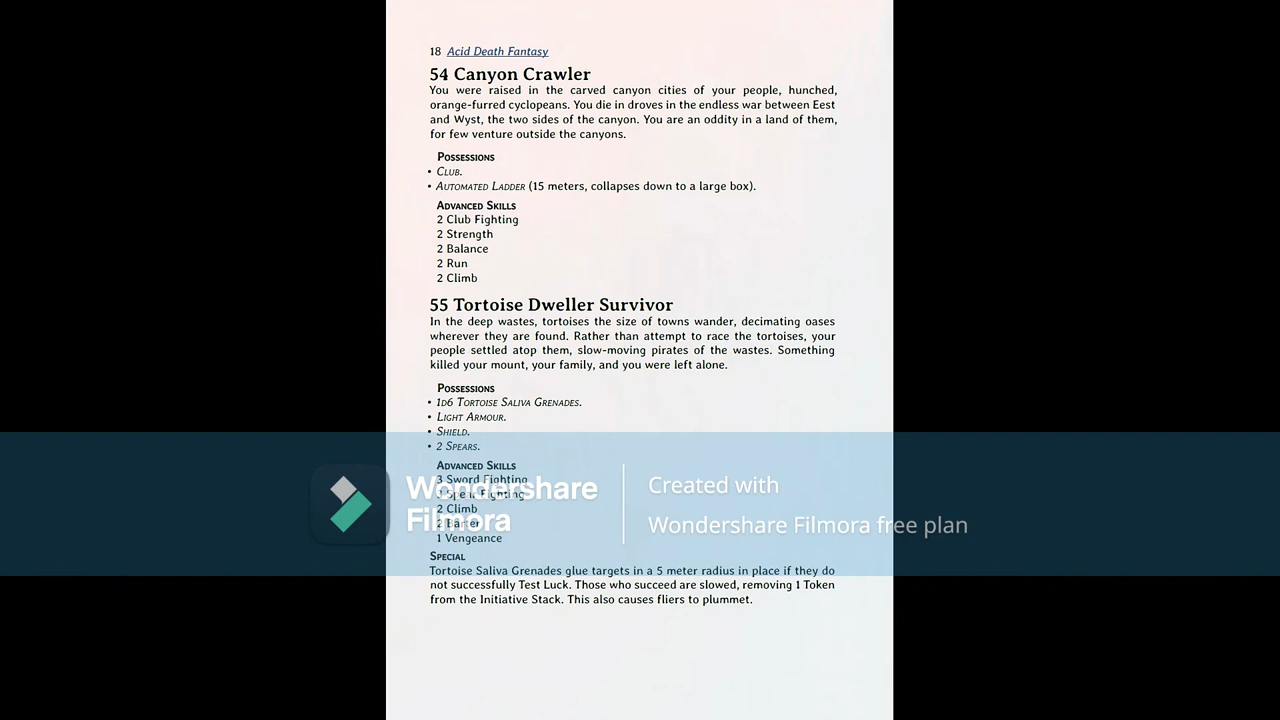 18 Acid Death Fantasy
54 Canyon Crawler
You were raised in the carved canyon cities of your people, hunched,
orange-furred cyclopeans. You die in droves in the endless war between Eest
and Wyst, the two sides of the canyon. You are an oddity in a land of them,
for few venture outside the canyons.
Possessions
• Club.
• Automated Ladder (15 meters, collapses down to a large box).
Advanced Skills
2 Club Fighting
2 Strength
2 Balance
2 Run
2 Climb
55 Tortoise Dweller Survivor
In the deep wastes, tortoises the size of towns wander, decimating oases
wherever they are found. Rather than attempt to race the tortoises, your
people settled atop them, slow-moving pirates of the wastes. Something
killed your mount, your family, and you were left alone.
Possessions
• 1d6 Tortoise Saliva Grenades.
• Light Armour.
• Shield.
• 2 Spears.
Advanced Skills
3 Sword Fighting
Spear Fighting
2 Climb
2 Barter
1 Vengeance
Special
Tortoise Saliva Grenades glue targets in a 5 meter radius in place if they do
not successfully Test Luck. Those who succeed are slowed, removing 1 Token
from the Initiative Stack. This also causes fliers to plummet.
Wondershare
Filmora
Created with
Wondershare Filmora free plan